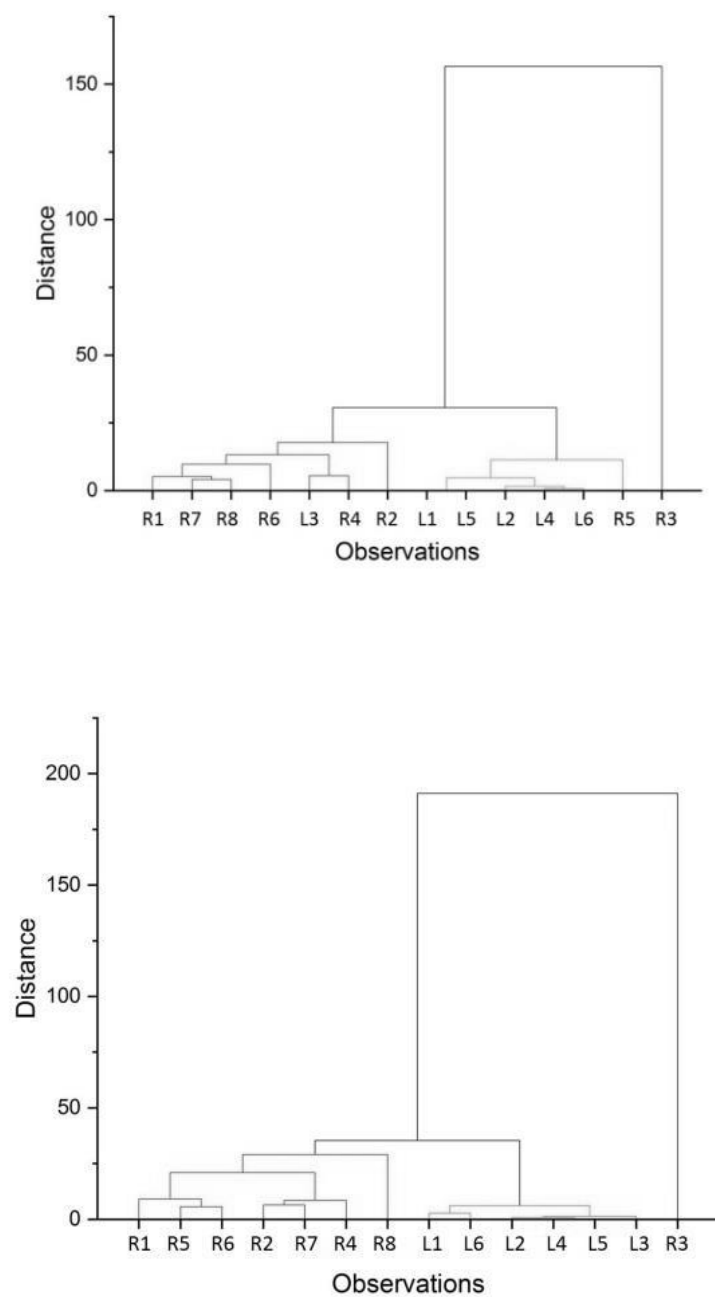 150
100
50
0
Distance
R1 R7 R8 R6 L3 R4 R2 L1 L5 L2 L4 L6 R5 R3
Observations
200
150
100
50
0
Distance
R1 R5 R6 R2 R7 R4 R8 L1 L6 L2 L4 L5 L3 R3
Observations